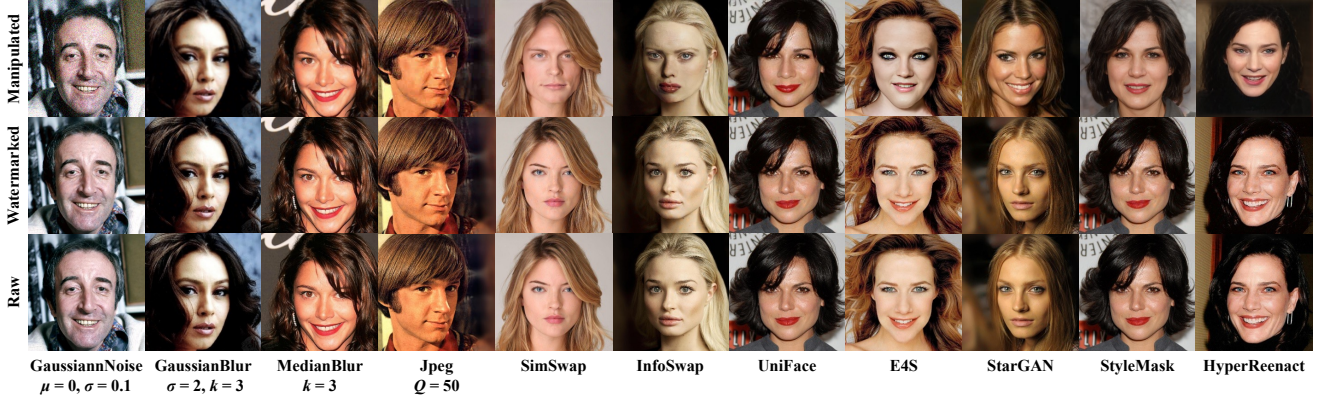 Manipulated
Watermarked
Raw
GaussiannNoise GaussianBlur MedianBlur Jpeg SimSwap InfoSwap UniFace E4S StarGAN StyleMask HyperReenact
μ = 0, σ = 0.1 σ = 2, k = 3 k = 3 Q = 50